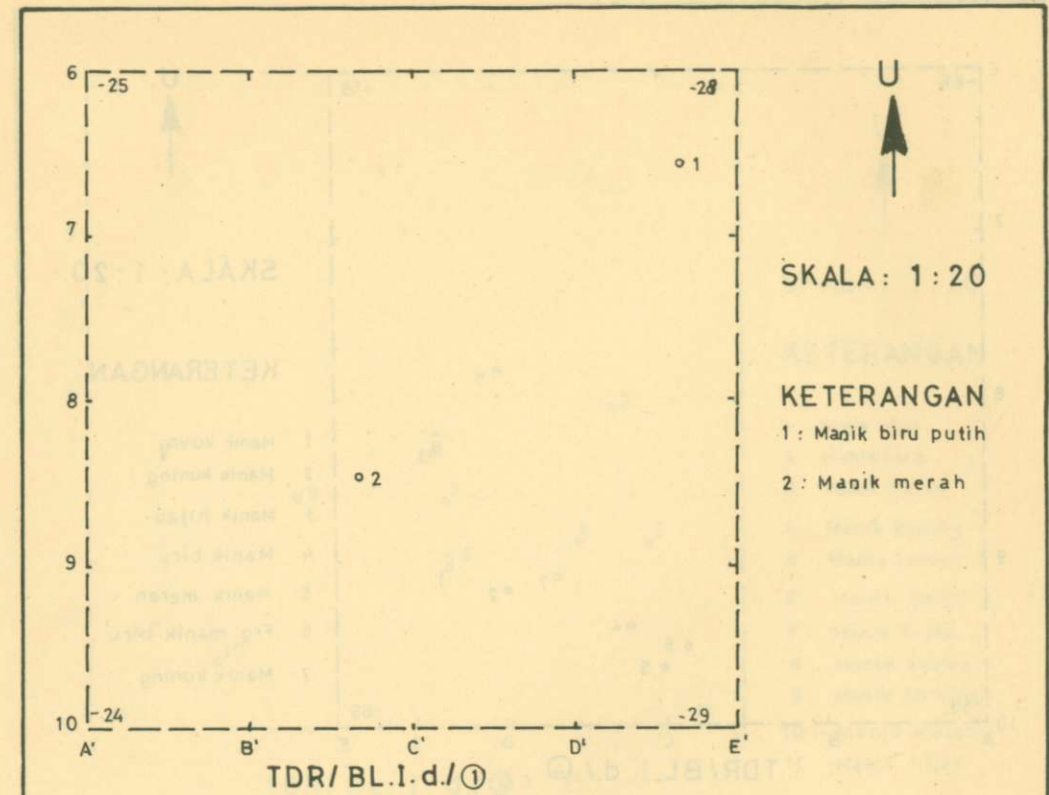 6
-25
-28
U
1
7
SKALA: 1:20
8
KETERANGAN
1: Manik biru putih
2
2: Manik merah
9
10
-24
-29
A' B' C' D' E'
TDR/BL.I.d./①